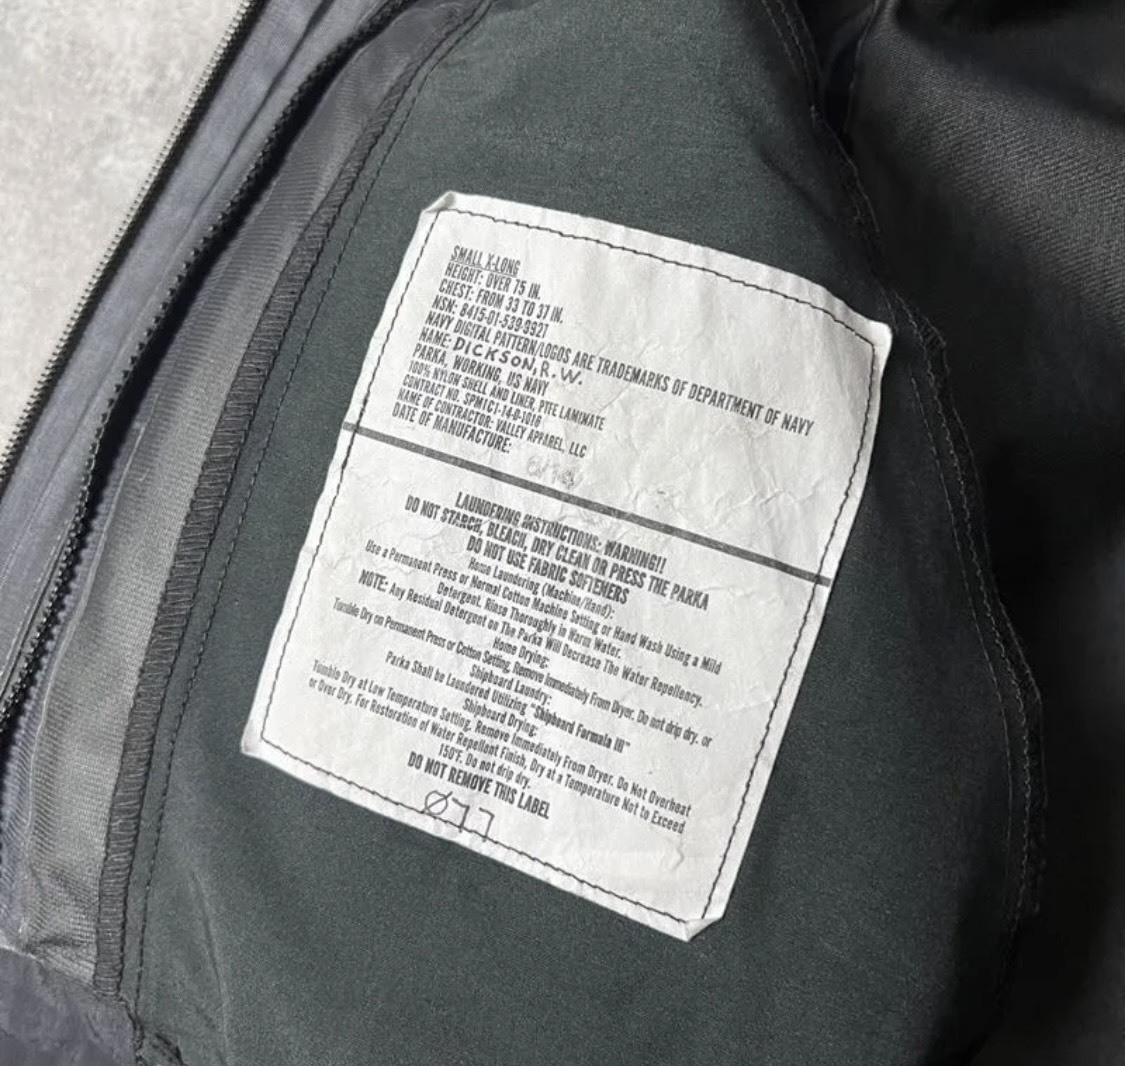 SMALL X-LONG
HEIGHT: OVER 75 IN.
CHEST: FROM 33 TO 37 IN.
NSN: 8415-01-539-9927
NAVY DIGITAL PATTERN/LOGOS ARE TRADEMARKS OF DEPARTMENT OF NAVY
NAME: DICKSON, R.W.
PARKA, WORKING, US NAVY
100% NYLON SHELL AND LINER, PTFE LAMINATE
CONTRACT NO. SPM1C1-14-D-1016
NAME OF CONTRACTOR: VALLEY APPAREL, LLC
DATE OF MANUFACTURE:
LAUNDERING INSTRUCTIONS: WARNING!!
DO NOT STARCH, BLEACH, DRY CLEAN OR PRESS THE PARKA
DO NOT USE FABRIC SOFTENERS
Home Laundering (Machine/Hand):
Use a Permanent Press or Normal Cotton Machine Setting or Hand Wash Using a Mild
Detergent. Rinse Thoroughly in Warm Water.
NOTE: Any Residual Detergent on The Parka Will Decrease The Water Repellency.
Home Drying:
Tumble Dry on Permanent Press or Cotton Setting, Remove Immediately From Dryer. Do not drip dry. or
Shipboard Laundry:
Parka Shall be Laundered Utilizing "Shipboard Formula III"
Shipboard Drying:
Tumble Dry at Low Temperature Setting. Remove Immediately From Dryer. Do Not Overheat
or Over Dry. For Restoration of Water Repellent Finish, Dry at a Temperature Not to Exceed
150°F. Do not drip dry.
DO NOT REMOVE THIS LABEL
Ø77